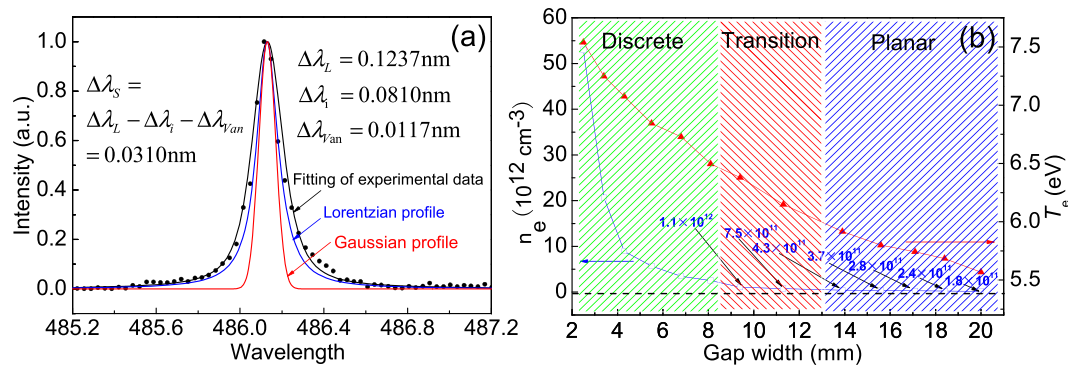 (a)
Intensity (a.u.)
1.0
0.8
0.6
0.4
0.2
0.0
Δλ_S =
Δλ_L − Δλ_i − Δλ_Van
= 0.0310nm
Δλ_L = 0.1237nm
Δλ_i = 0.0810nm
Δλ_Van = 0.0117nm
Fitting of experimental data
Lorentzian profile
Gaussian profile
485.2 485.6 486.0 486.4 486.8 487.2
Wavelength
(b)
Discrete Transition Planar
n_e (10^12 cm^-3)
60
55
50
45
40
35
30
25
20
15
10
5
0
1.1×10^12
7.5×10^11
4.3×10^11
3.7×10^11
2.8×10^11
2.4×10^11
1.8×10^11
7.5
7.0
6.5
6.0
5.5
T_e (eV)
2 4 6 8 10 12 14 16 18 20
Gap width (mm)